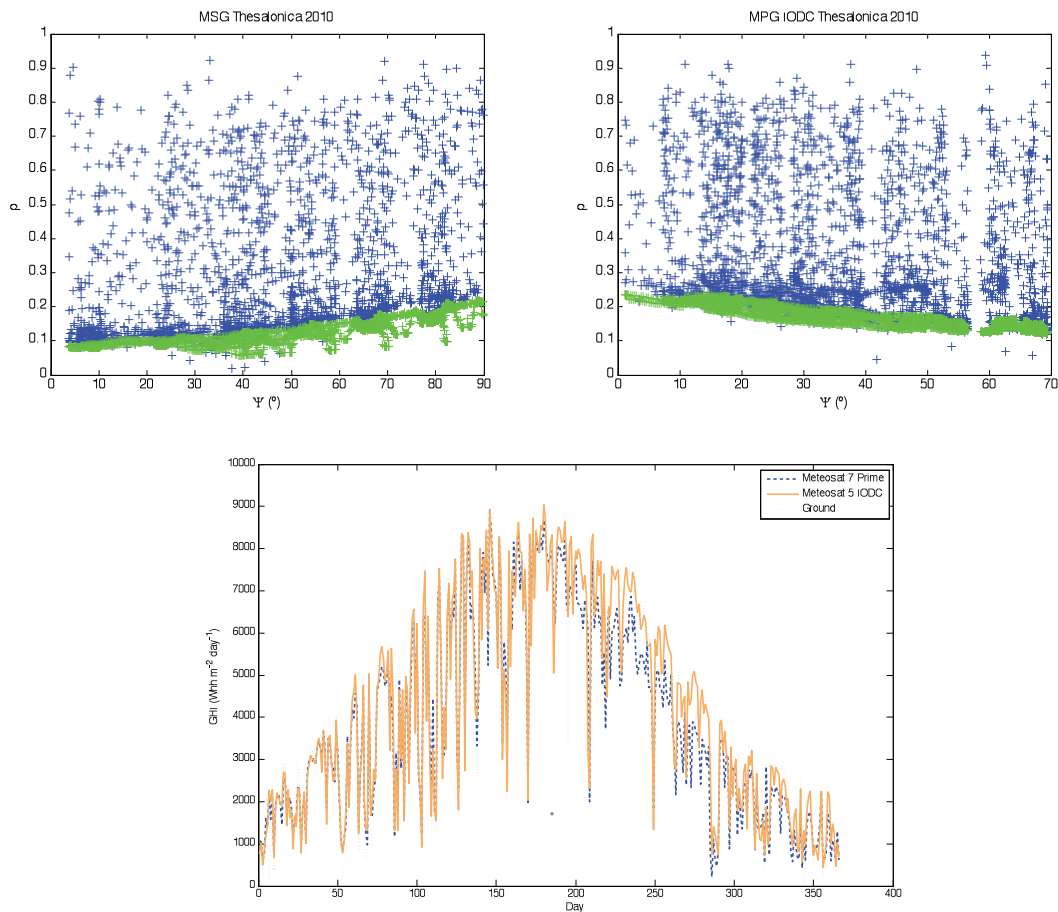 MSG Thesalonica 2010
1
0.9
0.8
0.7
0.6
0.5
0.4
0.3
0.2
0.1
0
ρ
0 10 20 30 40 50 60 70 80 90
Ψ (º)
MPG IODC Thesalonica 2010
1
0.9
0.8
0.7
0.6
0.5
0.4
0.3
0.2
0.1
0
ρ
0 10 20 30 40 50 60 70
Ψ (º)
10000
9000
8000
7000
6000
5000
4000
3000
2000
1000
0
GHI (Wh m⁻² day⁻¹)
0 50 100 150 200 250 300 350 400
Day
Meteosat 7 Prime
Meteosat 5 IODC
Ground